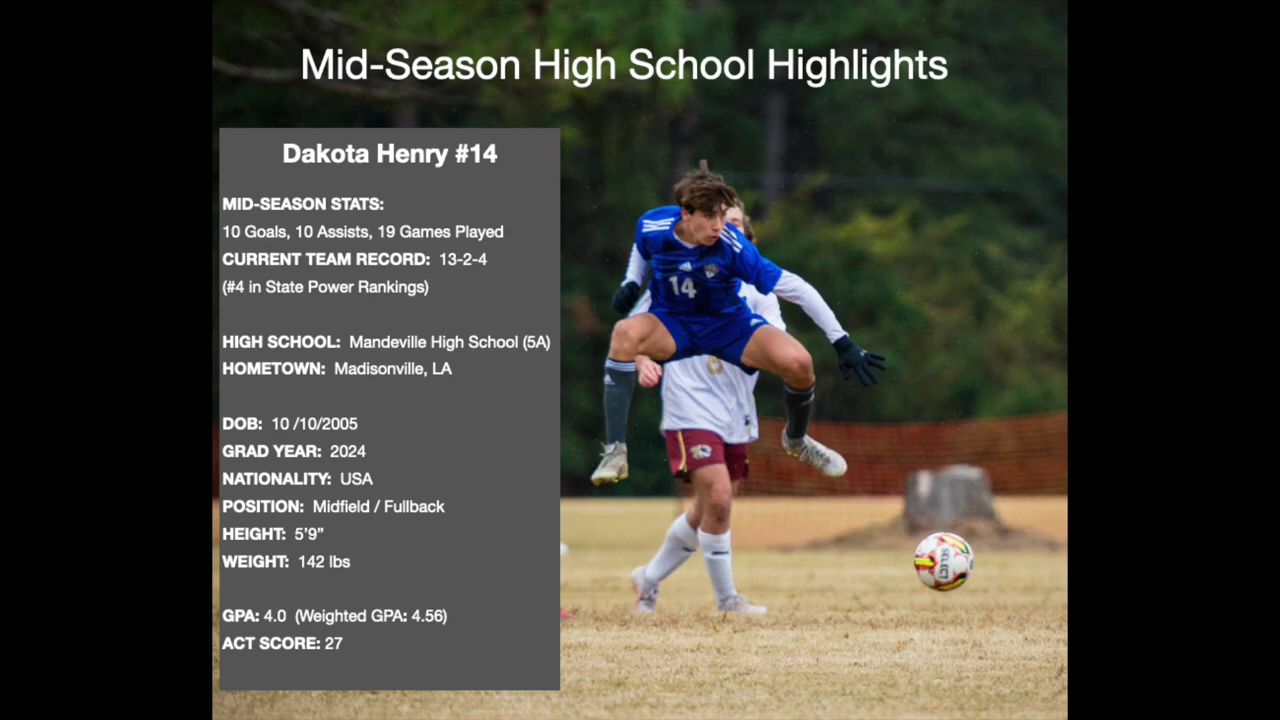 Mid-Season High School Highlights
Dakota Henry #14
MID-SEASON STATS:
10 Goals, 10 Assists, 19 Games Played
CURRENT TEAM RECORD: 13-2-4
(#4 in State Power Rankings)
HIGH SCHOOL: Mandeville High School (5A)
HOMETOWN: Madisonville, LA
DOB: 10 /10/2005
GRAD YEAR: 2024
NATIONALITY: USA
POSITION: Midfield / Fullback
HEIGHT: 5’9”
WEIGHT: 142 lbs
GPA: 4.0 (Weighted GPA: 4.56)
ACT SCORE: 27
14
SELECT